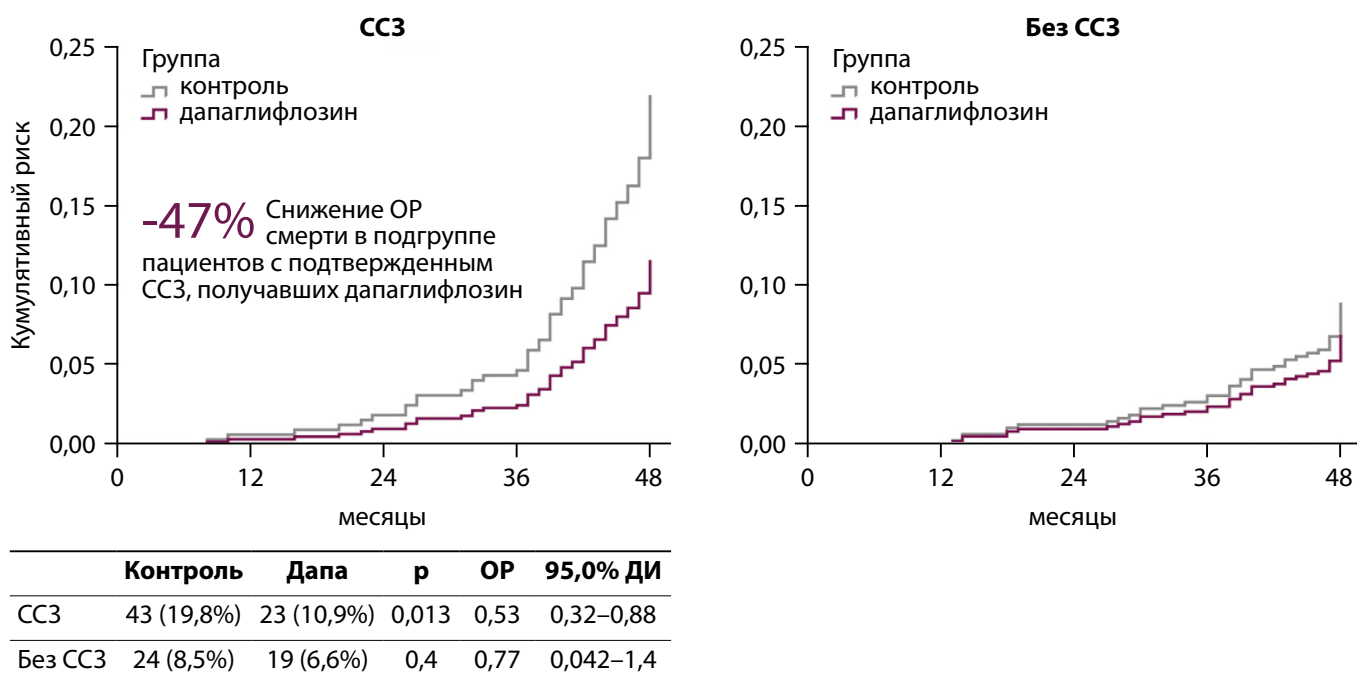 ССЗ
0,25
Группа
контроль
дапаглифлозин
0,20
0,15
0,10
0,05
0,00
Кумулятивный риск
-47% Снижение ОР
смерти в подгруппе
пациентов с подтвержденным
ССЗ, получавших дапаглифлозин
0 12 24 36 48
месяцы
Без ССЗ
0,25
Группа
контроль
дапаглифлозин
0,20
0,15
0,10
0,05
0,00
0 12 24 36 48
месяцы
Контроль Дапа p ОР 95,0% ДИ
ССЗ 43 (19,8%) 23 (10,9%) 0,013 0,53 0,32–0,88
Без ССЗ 24 (8,5%) 19 (6,6%) 0,4 0,77 0,042–1,4